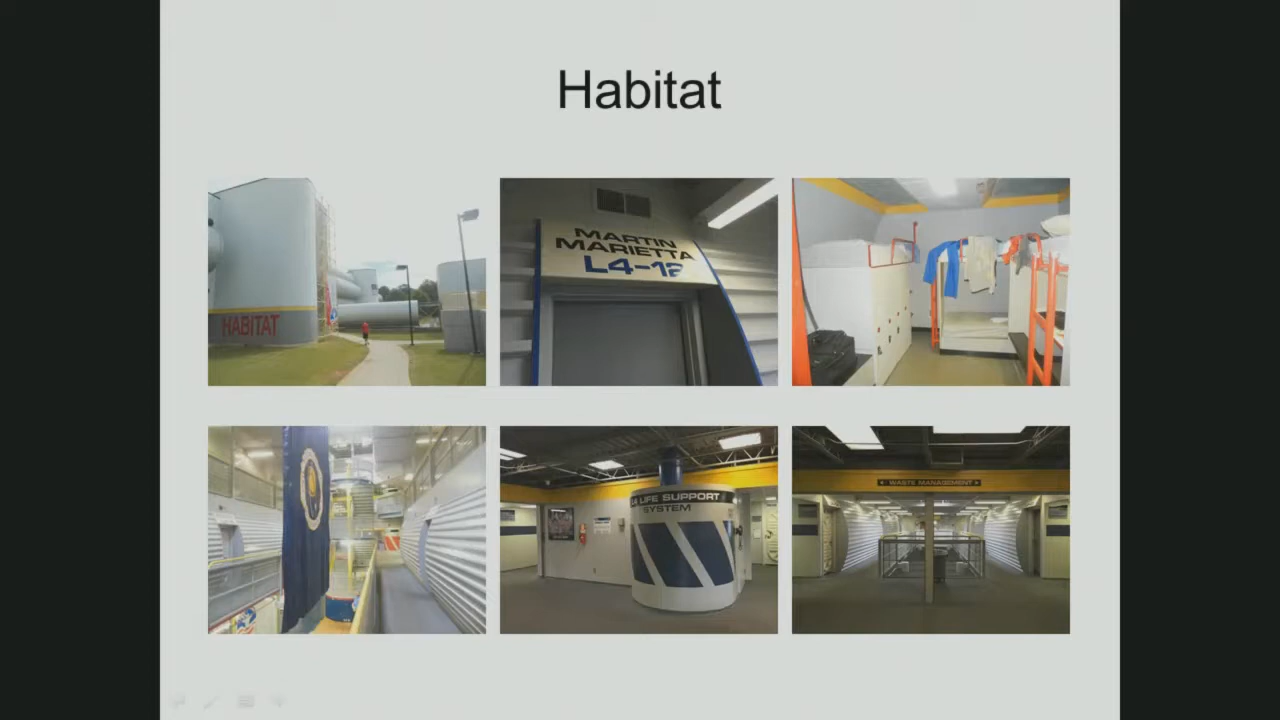 Habitat
HABITAT
MARTIN
MARIETTA
L4-12
LIFE SUPPORT
SYSTEM
WASTE MANAGEMENT